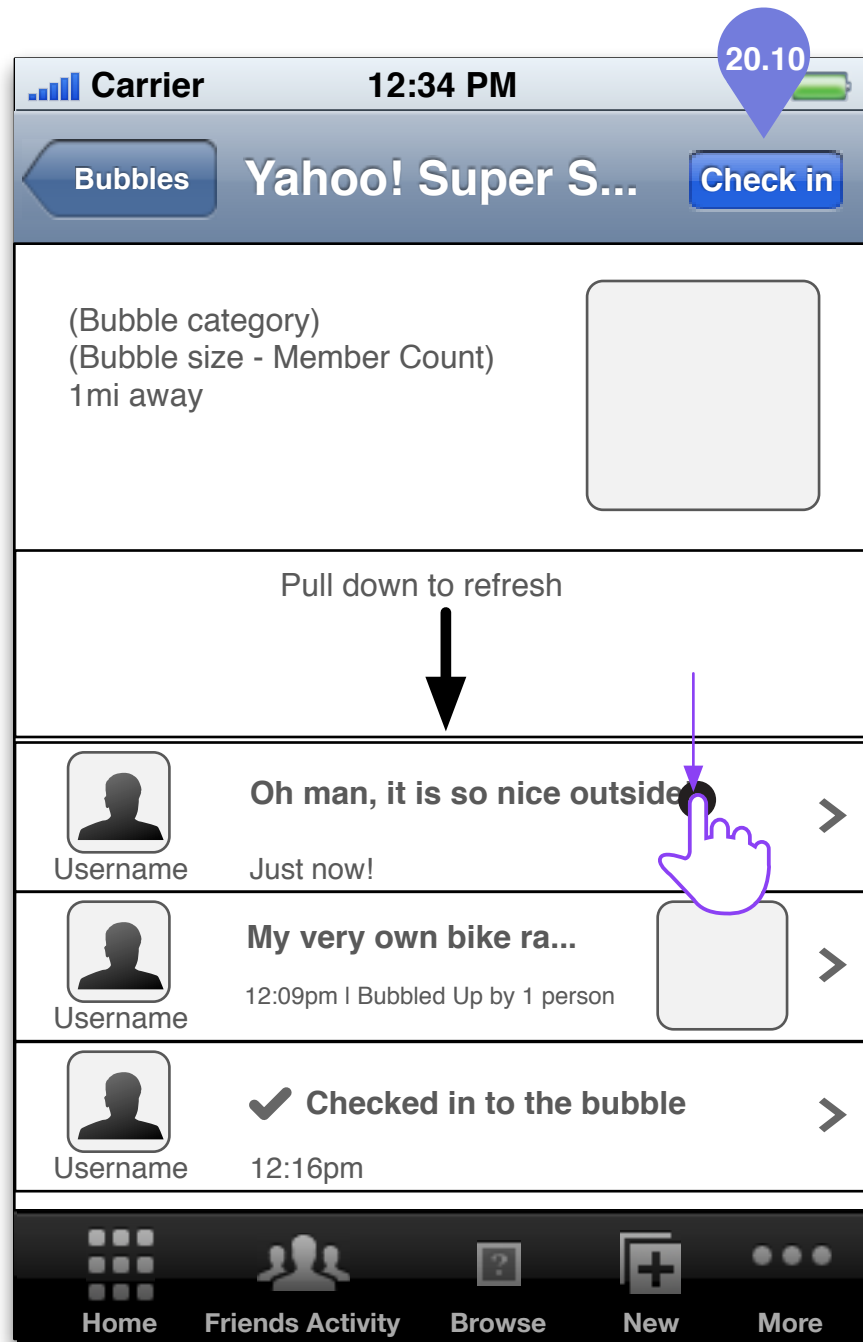 20.10
Carrier 12:34 PM
Bubbles Yahoo! Super S... Check in
(Bubble category)
(Bubble size - Member Count)
1mi away
Pull down to refresh
Oh man, it is so nice outside
Username Just now!
My very own bike ra...
12:09pm | Bubbled Up by 1 person
Username
Checked in to the bubble
Username 12:16pm
?
Home Friends Activity Browse New More